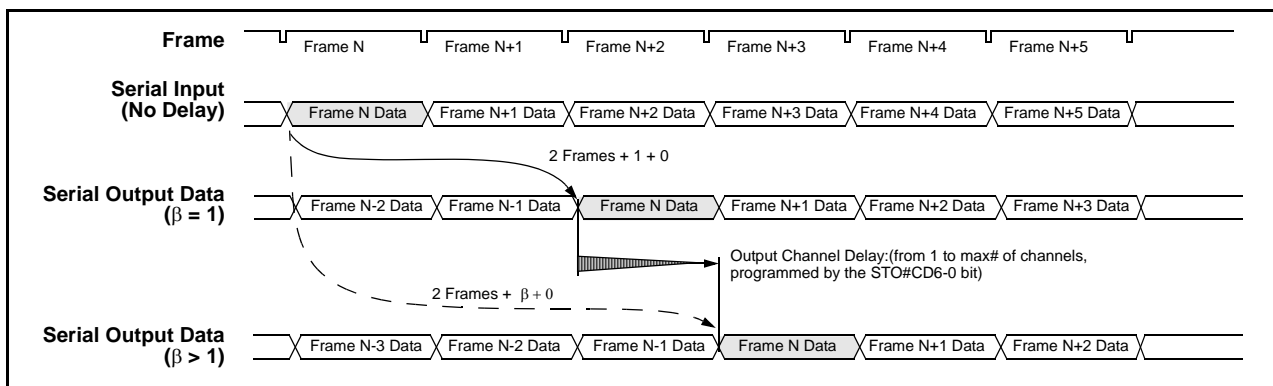 Frame
Frame N
Frame N+1
Frame N+2
Frame N+3
Frame N+4
Frame N+5
Serial Input
(No Delay)
Frame N Data
Frame N+1 Data
Frame N+2 Data
Frame N+3 Data
Frame N+4 Data
Frame N+5 Data
2 Frames + 1 + 0
Serial Output Data
(β = 1)
Frame N-2 Data
Frame N-1 Data
Frame N Data
Frame N+1 Data
Frame N+2 Data
Frame N+3 Data
Output Channel Delay:(from 1 to max# of channels,
programmed by the STO#CD6-0 bit)
2 Frames + β + 0
Serial Output Data
(β > 1)
Frame N-3 Data
Frame N-2 Data
Frame N-1 Data
Frame N Data
Frame N+1 Data
Frame N+2 Data